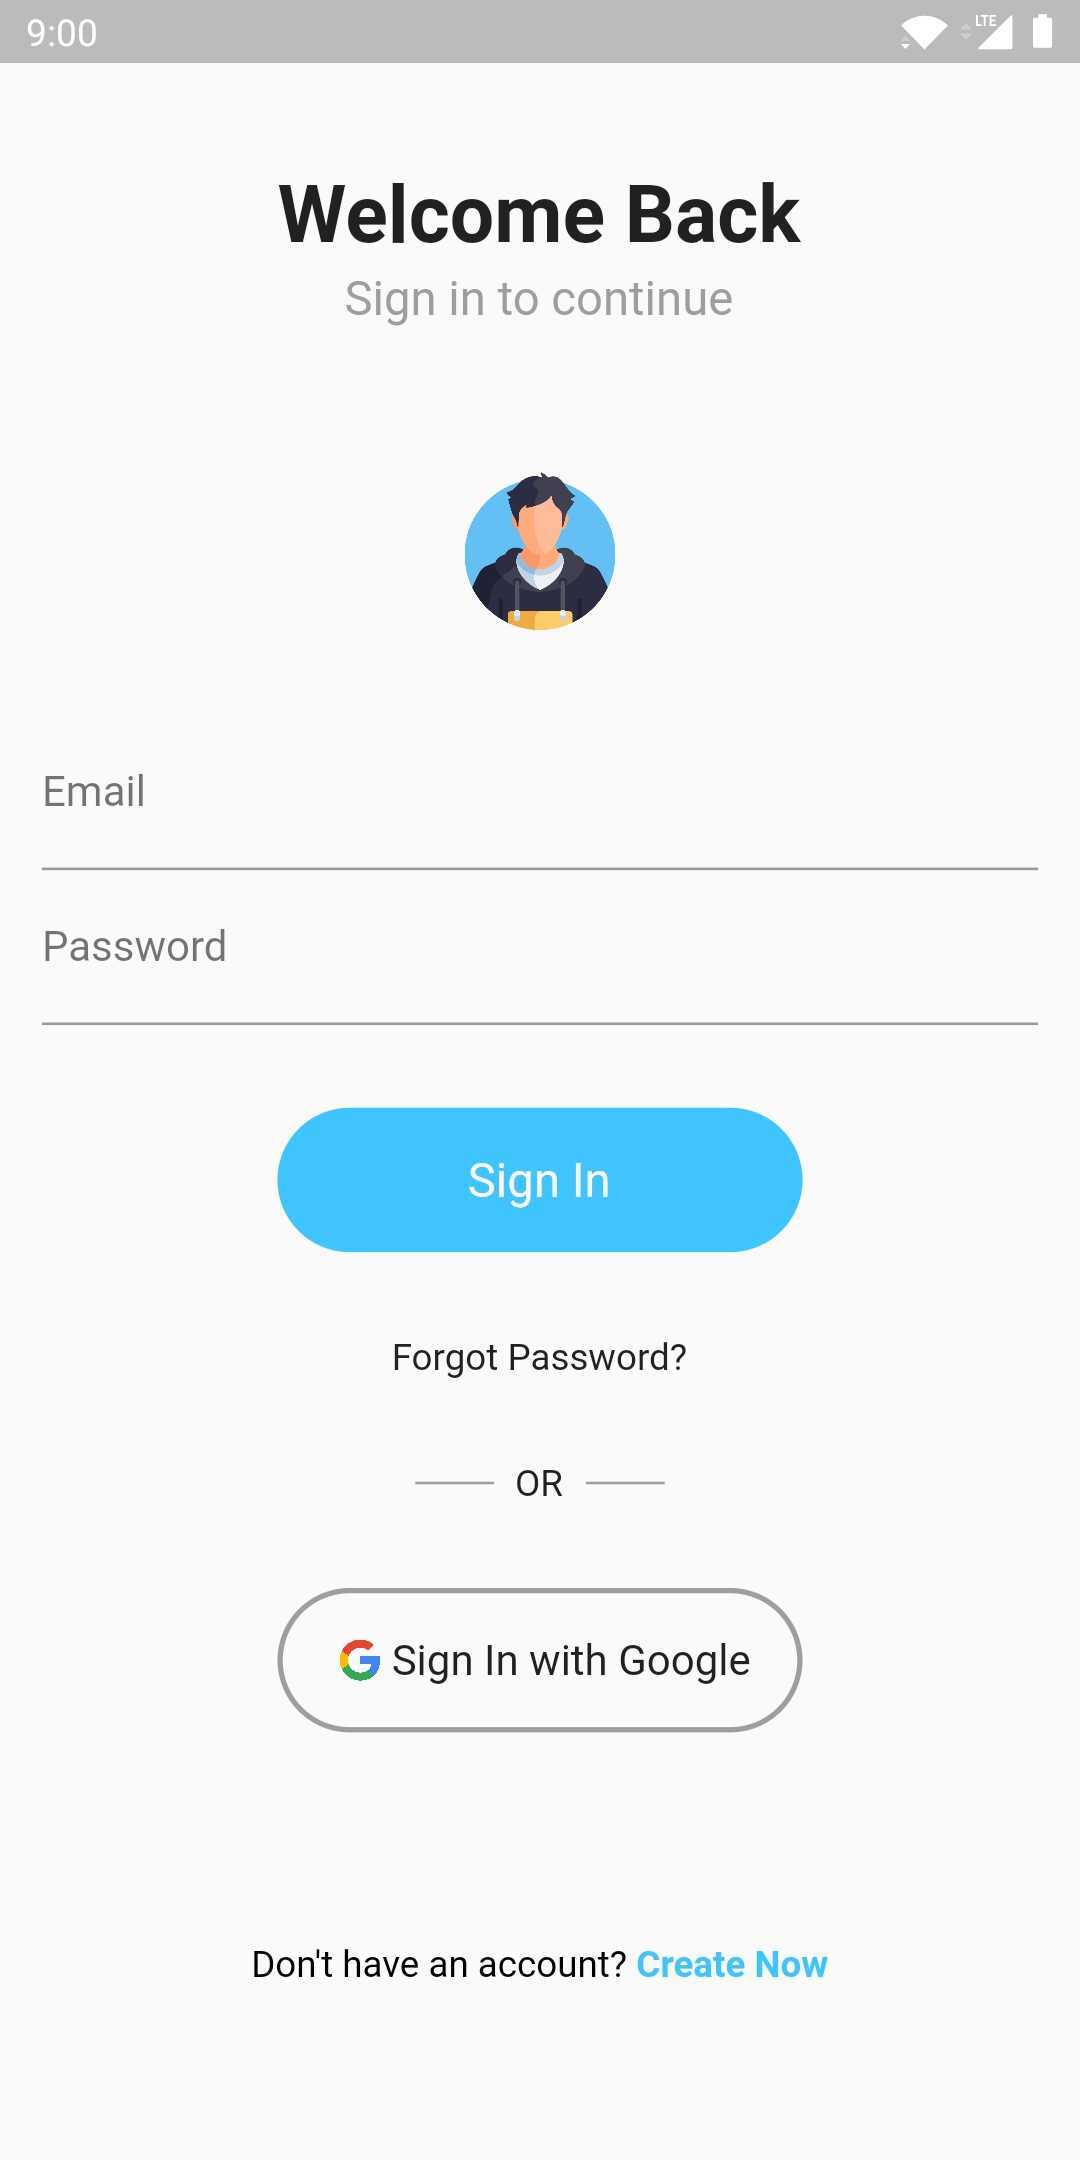 9:00
LTE
Welcome Back
Sign in to continue
Email
Password
Sign In
Forgot Password?
OR
Sign In with Google
Don't have an account? Create Now